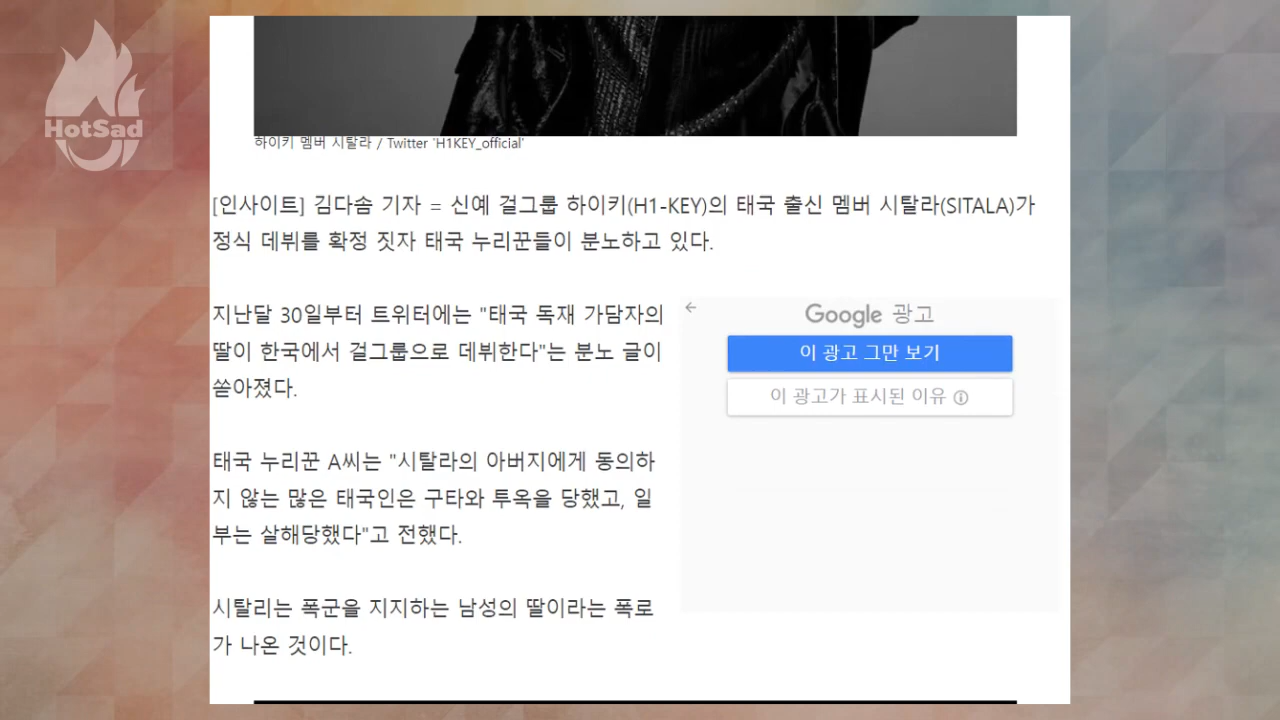 HotSad
하이키 멤버 시탈라 / Twitter 'H1KEY_official'
[인사이트] 김다솜 기자 = 신예 걸그룹 하이키(H1-KEY)의 태국 출신 멤버 시탈라(SITALA)가
정식 데뷔를 확정 짓자 태국 누리꾼들이 분노하고 있다.
지난달 30일부터 트위터에는 "태국 독재 가담자의
딸이 한국에서 걸그룹으로 데뷔한다"는 분노 글이
쏟아졌다.
태국 누리꾼 A씨는 "시탈라의 아버지에게 동의하
지 않는 많은 태국인은 구타와 투옥을 당했고, 일
부는 살해당했다"고 전했다.
시탈리는 폭군을 지지하는 남성의 딸이라는 폭로
가 나온 것이다.
Google 광고
이 광고 그만 보기
이 광고가 표시된 이유